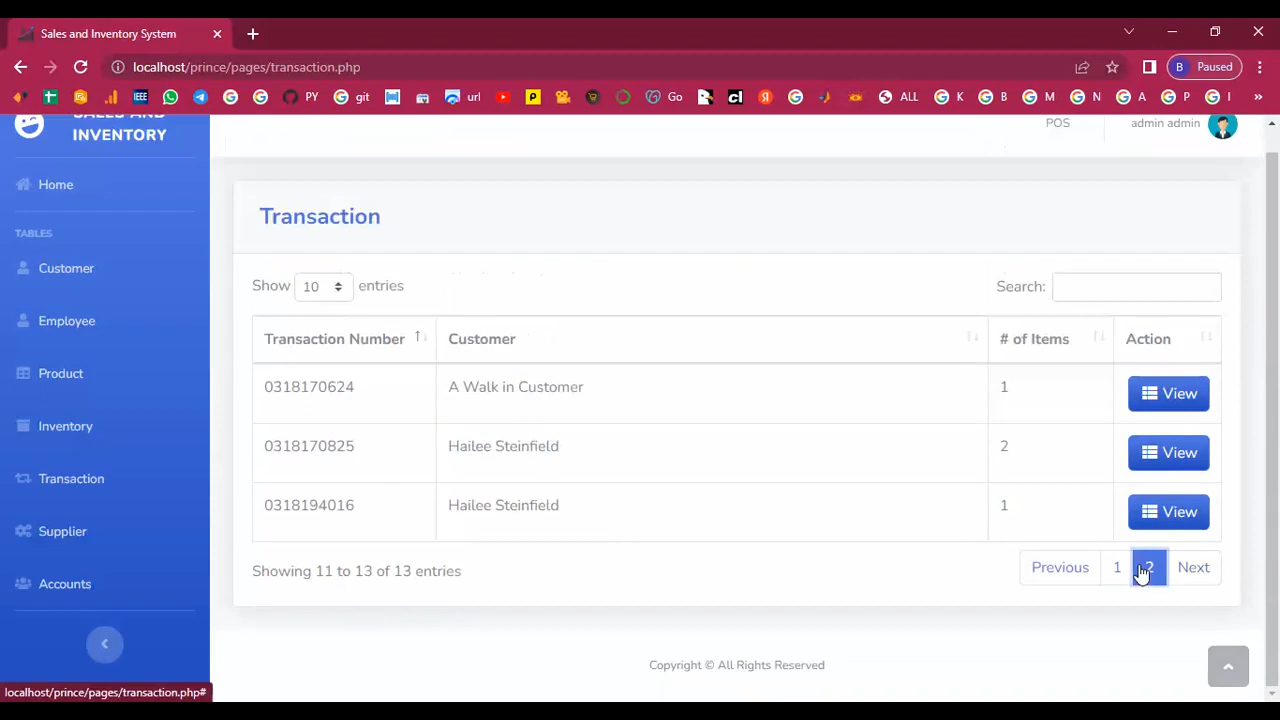 Sales and Inventory System
localhost/prince/pages/transaction.php
B Paused
IEEE PY git url P Go cl Я ALL K B M N A P I »
SALES AND
INVENTORY
POS
admin admin
Home
TABLES
Customer
Employee
Product
Inventory
Transaction
Supplier
Accounts
Transaction
Show 10 entries
Search:
Transaction Number Customer # of Items Action
0318170624 A Walk in Customer 1 View
0318170825 Hailee Steinfield 2 View
0318194016 Hailee Steinfield 1 View
Showing 11 to 13 of 13 entries
Previous 1 2 Next
Copyright © All Rights Reserved
localhost/prince/pages/transaction.php#